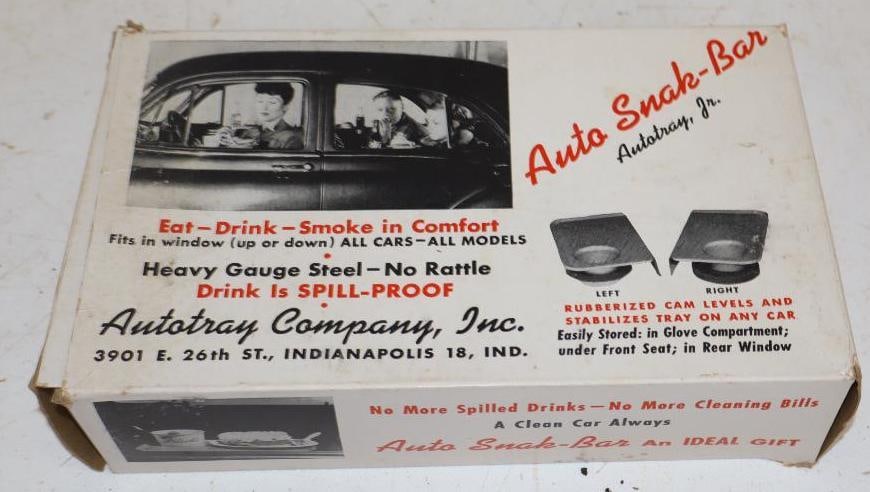 Auto Snak-Bar
Autotray, Jr.
Eat-Drink-Smoke in Comfort
Fits in window (up or down) ALL CARS-ALL MODELS
Heavy Gauge Steel-No Rattle
Drink Is SPILL-PROOF
Autotray Company, Inc.
3901 E. 26th ST., INDIANAPOLIS 18, IND.
LEFT RIGHT
RUBBERIZED CAM LEVELS AND
STABILIZES TRAY ON ANY CAR
Easily Stored: in Glove Compartment;
under Front Seat; in Rear Window
No More Spilled Drinks-No More Cleaning Bills
A Clean Car Always
Auto Snak-Bar AN IDEAL GIFT